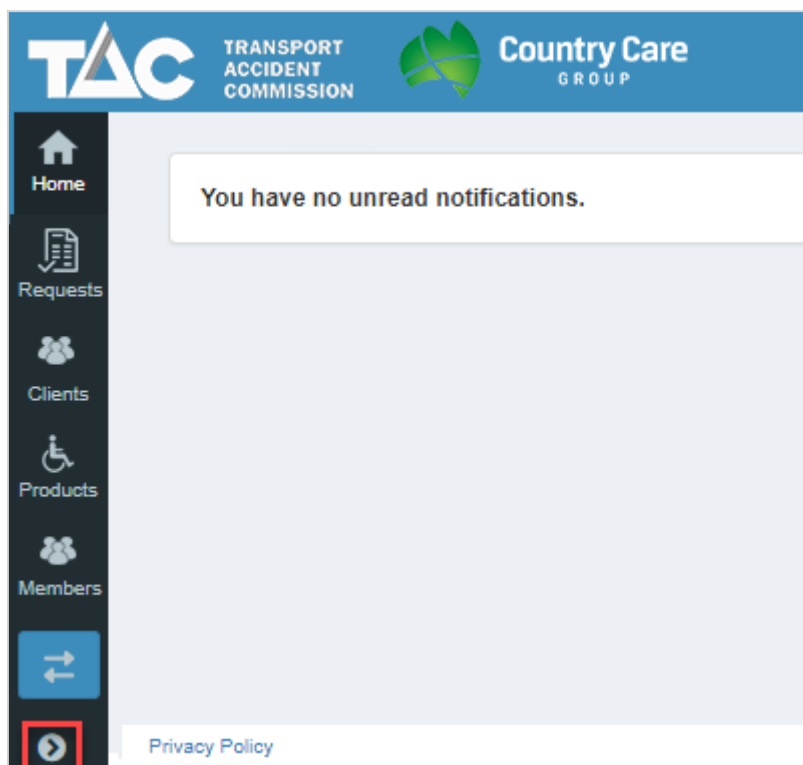 TAC
TRANSPORT
ACCIDENT
COMMISSION
Country Care
GROUP
Home
You have no unread notifications.
Requests
Clients
Products
Members
Privacy Policy